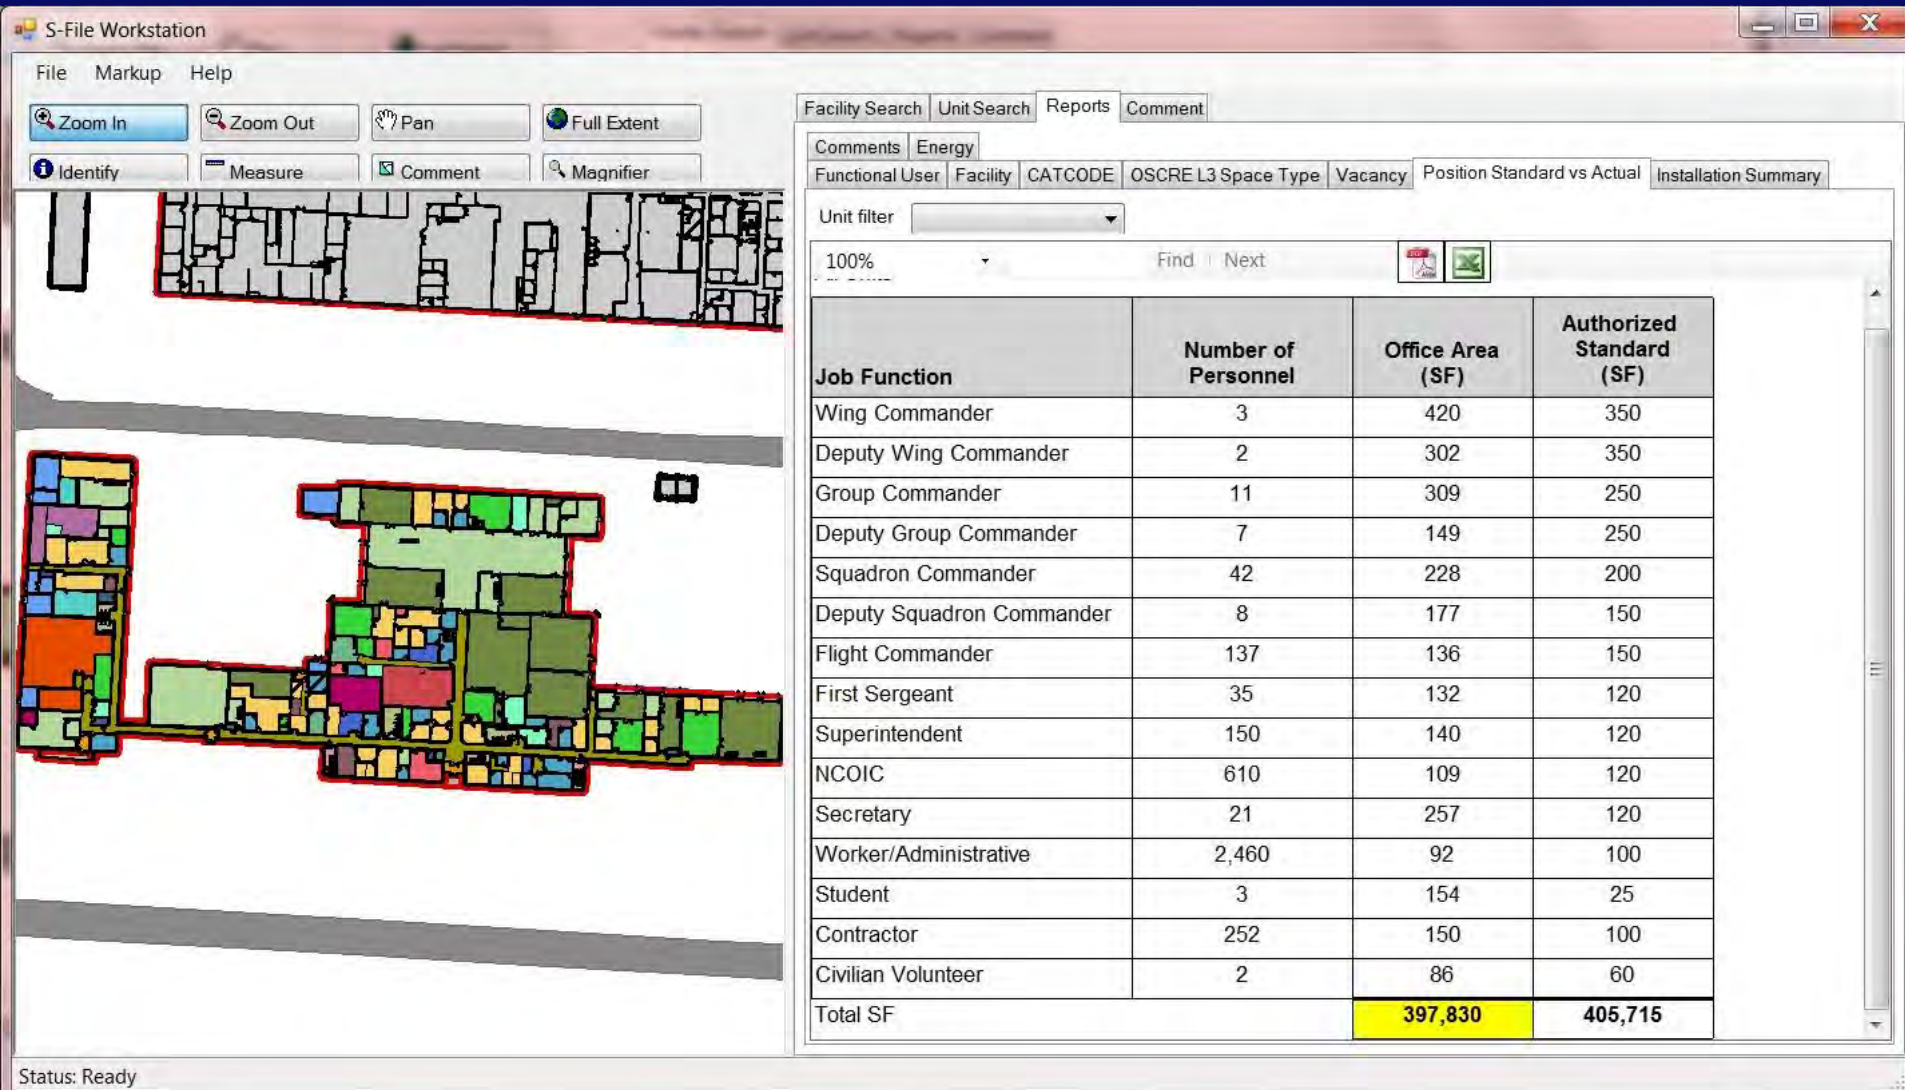 S-File Workstation
File Markup Help
Zoom In Zoom Out Pan Full Extent
Identify Measure Comment Magnifier
Facility Search Unit Search Reports Comment
Comments Energy
Functional User Facility CATCODE OSCRE L3 Space Type Vacancy Position Standard vs Actual Installation Summary
Unit filter
100% Find Next
Job Function Number of Personnel Office Area (SF) Authorized Standard (SF)
Wing Commander 3 420 350
Deputy Wing Commander 2 302 350
Group Commander 11 309 250
Deputy Group Commander 7 149 250
Squadron Commander 42 228 200
Deputy Squadron Commander 8 177 150
Flight Commander 137 136 150
First Sergeant 35 132 120
Superintendent 150 140 120
NCOIC 610 109 120
Secretary 21 257 120
Worker/Administrative 2,460 92 100
Student 3 154 25
Contractor 252 150 100
Civilian Volunteer 2 86 60
Total SF 397,830 405,715
Status: Ready